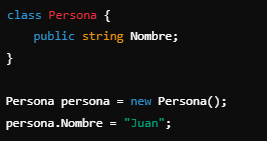 class Persona {
    public string Nombre;
}

Persona persona = new Persona();
persona.Nombre = "Juan";